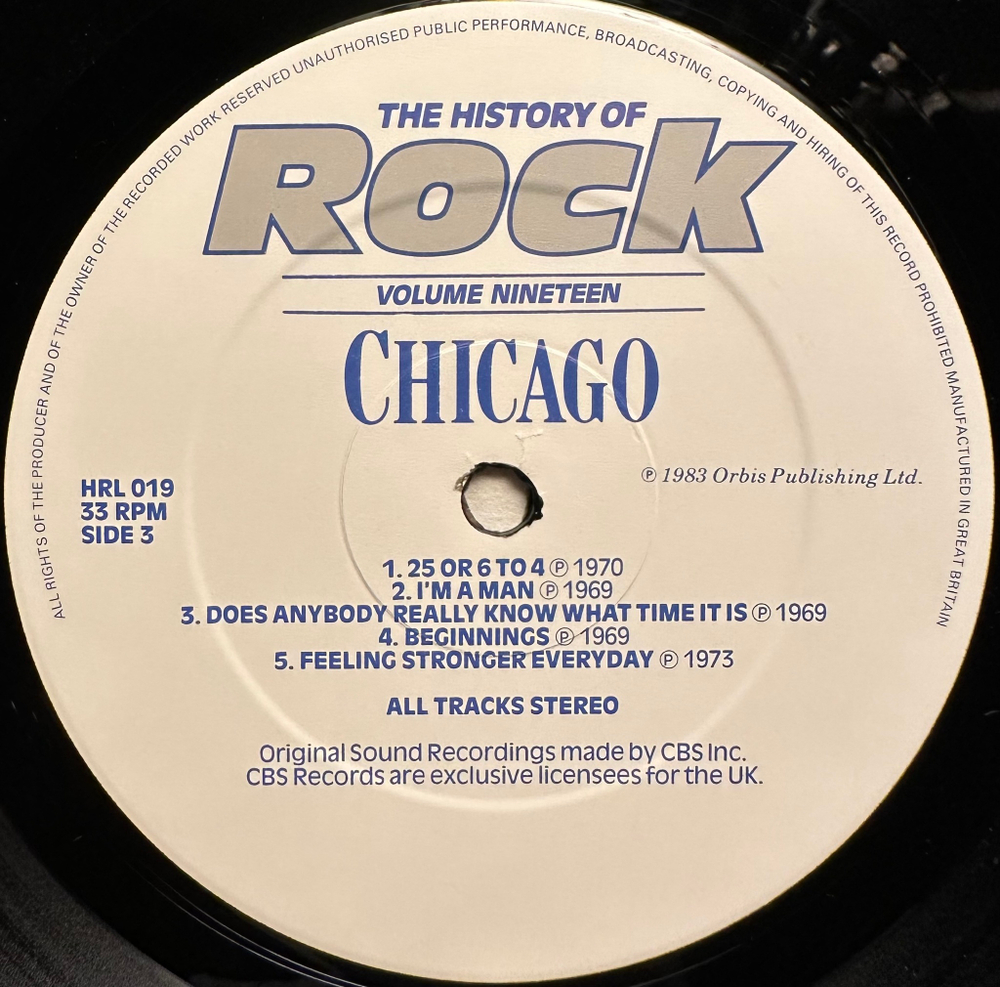 ALL RIGHTS OF THE PRODUCER AND OF THE OWNER OF THE RECORDED WORK RESERVED UNAUTHORISED PUBLIC PERFORMANCE, BROADCASTING, COPYING AND HIRING OF THIS RECORD PROHIBITED MANUFACTURED IN GREAT BRITAIN
THE HISTORY OF
ROCK
VOLUME NINETEEN
CHICAGO
℗ 1983 Orbis Publishing Ltd.
HRL 019
33 RPM
SIDE 3
1. 25 OR 6 TO 4 ℗ 1970
2. I'M A MAN ℗ 1969
3. DOES ANYBODY REALLY KNOW WHAT TIME IT IS ℗ 1969
4. BEGINNINGS ℗ 1969
5. FEELING STRONGER EVERYDAY ℗ 1973
ALL TRACKS STEREO
Original Sound Recordings made by CBS Inc.
CBS Records are exclusive licensees for the UK.